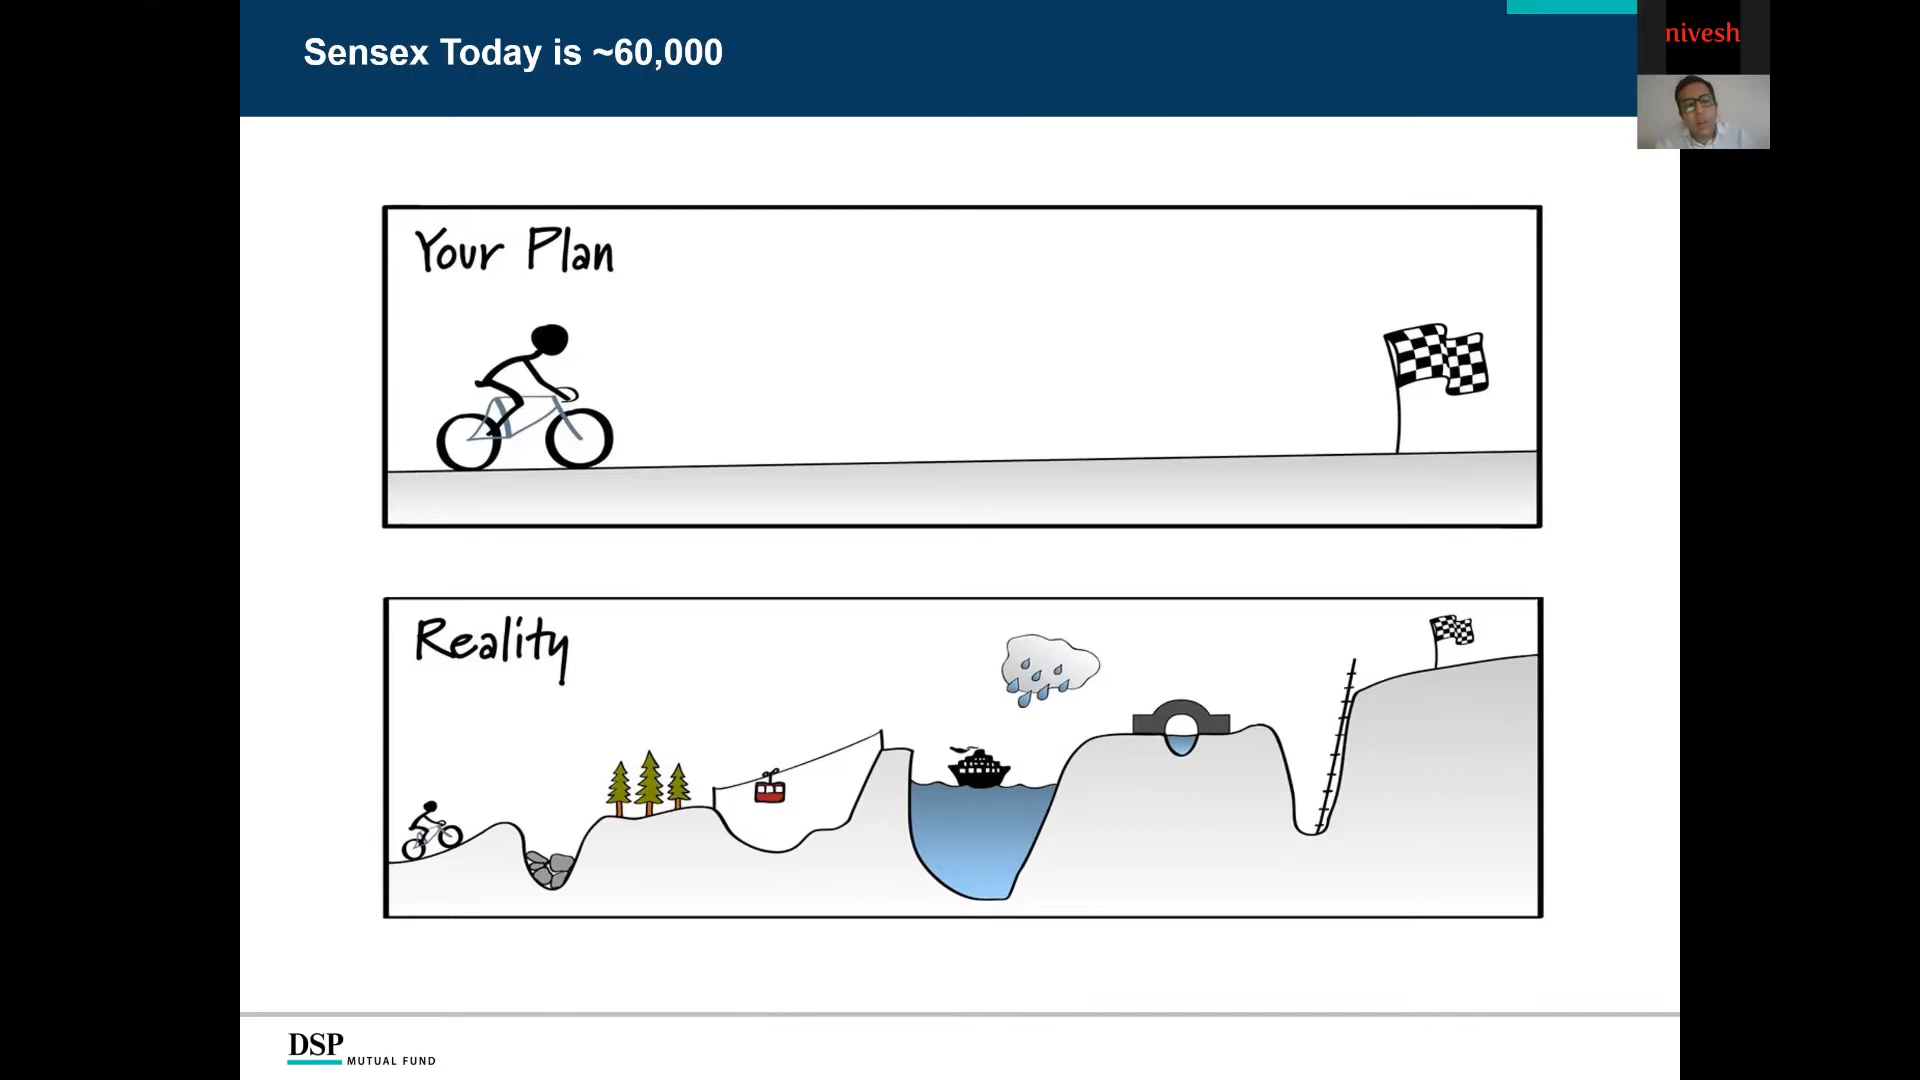 Sensex Today is ~60,000
nivesh
Your Plan
Reality
DSP
MUTUAL FUND